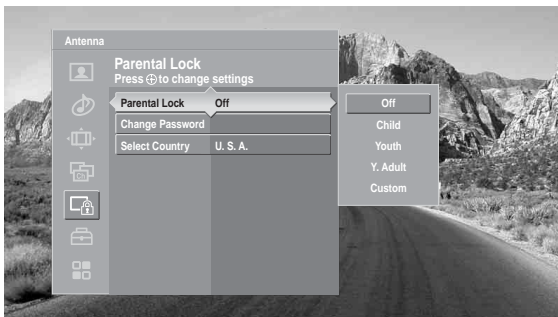 Antenna
Parental Lock
Press to change settings
Parental Lock Off
Change Password
Select Country U. S. A.
Off
Child
Youth
Y. Adult
Custom
Ch